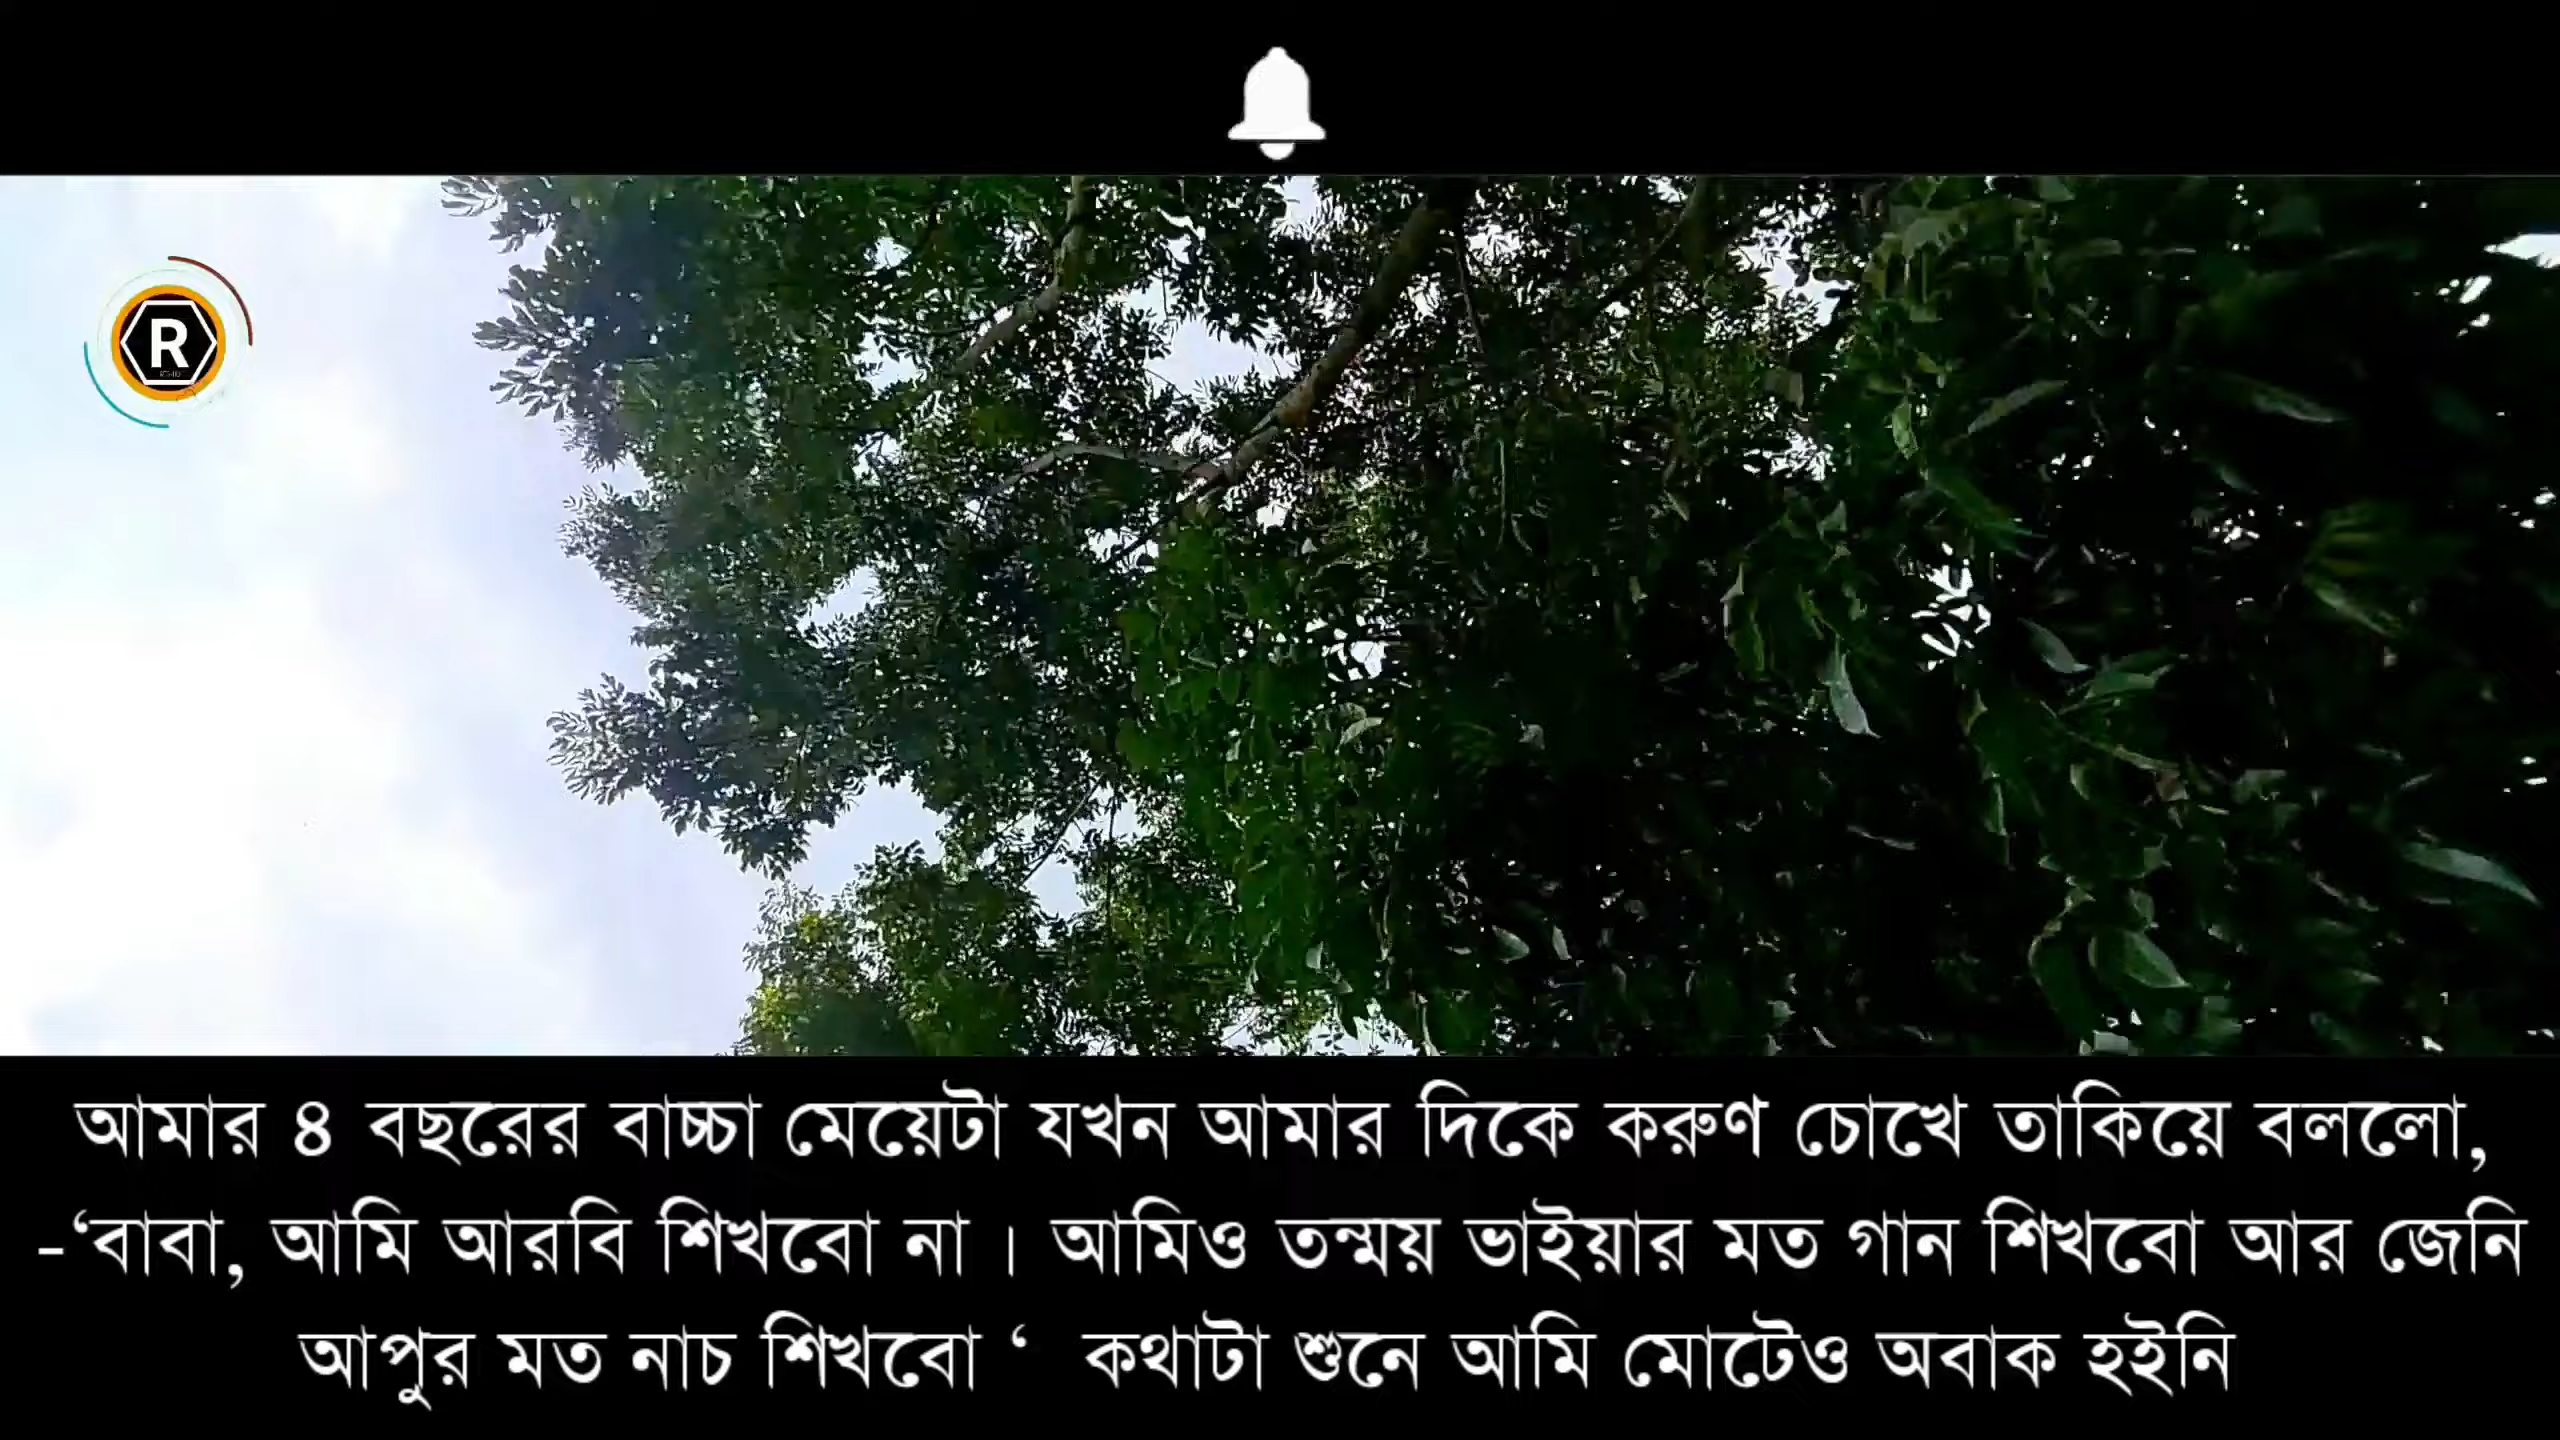 R
আমার ৪ বছরের বাচ্চা মেয়েটা যখন আমার দিকে করুণ চোখে তাকিয়ে বললো,
-‘বাবা, আমি আরবি শিখবো না। আমিও তন্ময় ভাইয়ার মত গান শিখবো আর জেনি
আপুর মত নাচ শিখবো ‘ কথাটা শুনে আমি মোটেও অবাক হইনি